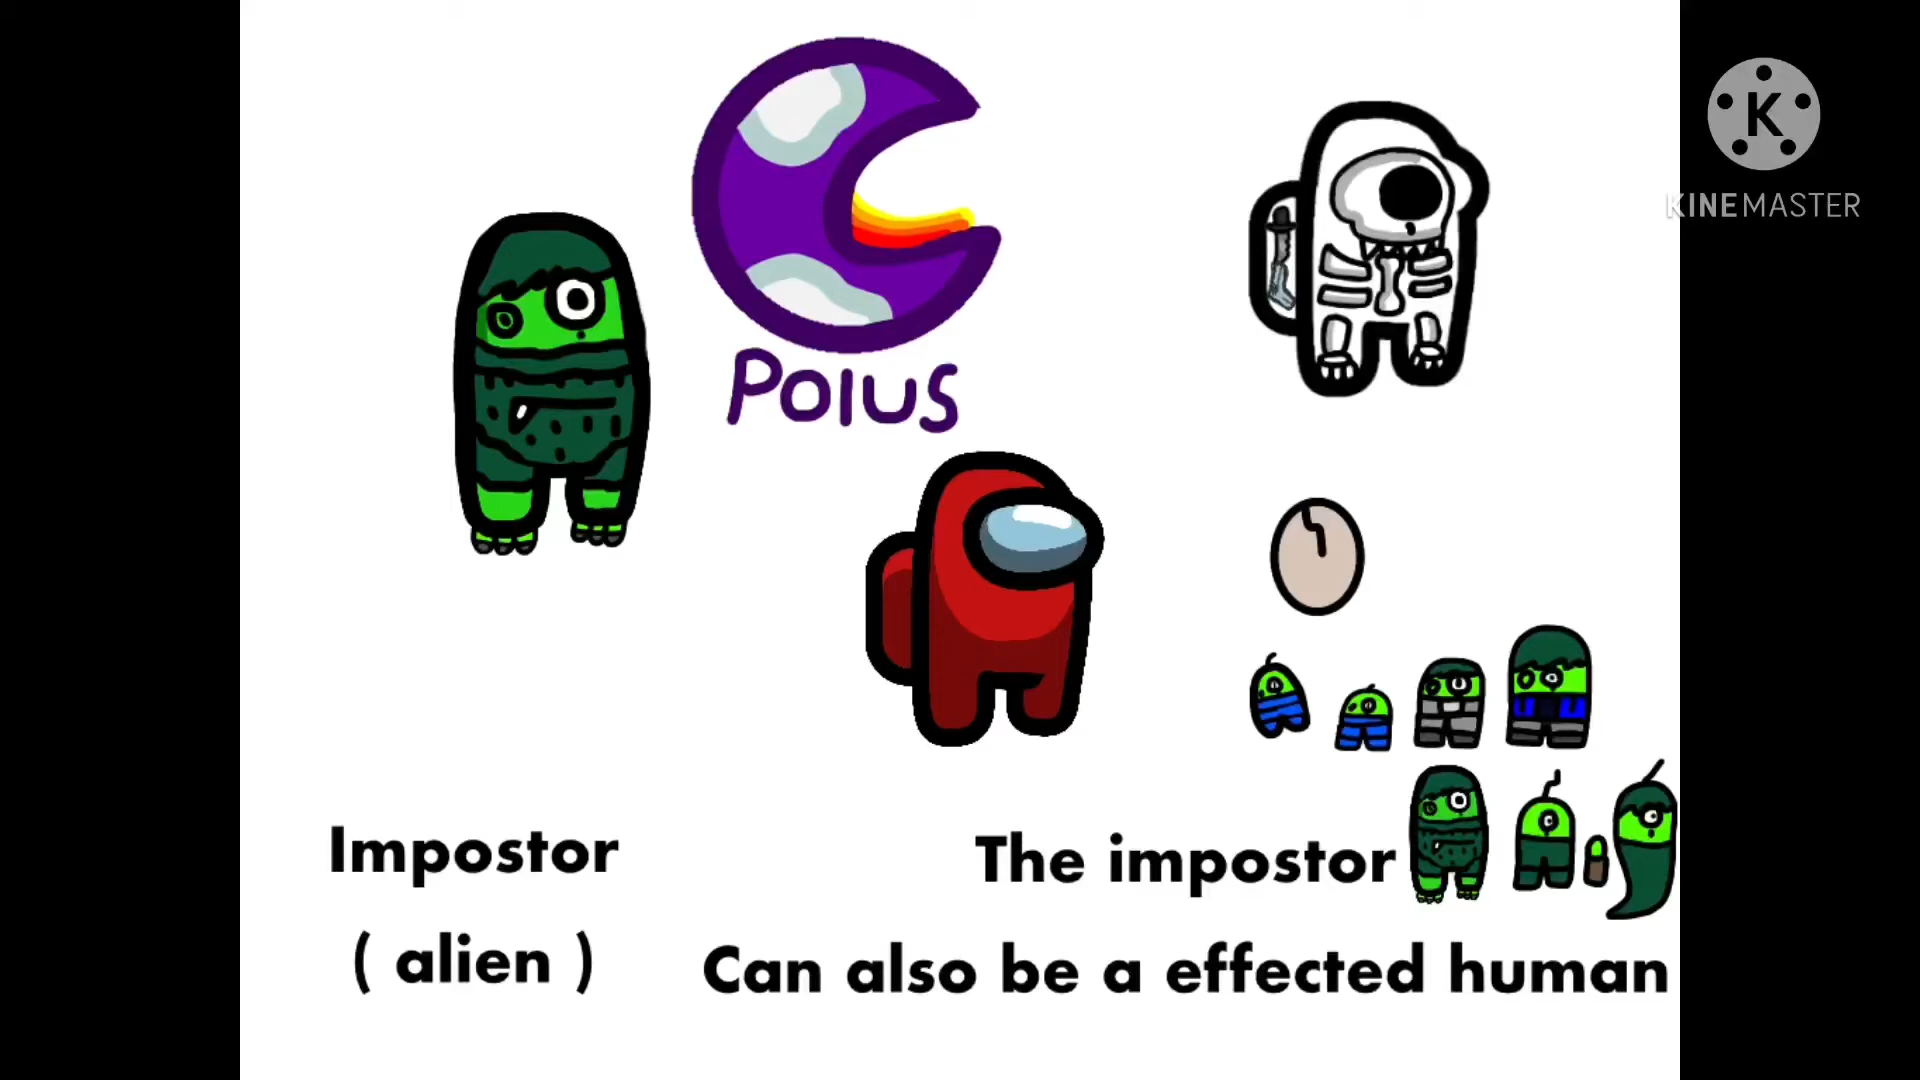 K
KINEMASTER
Polus
Impostor
( alien )
The impostor
Can also be a effected human